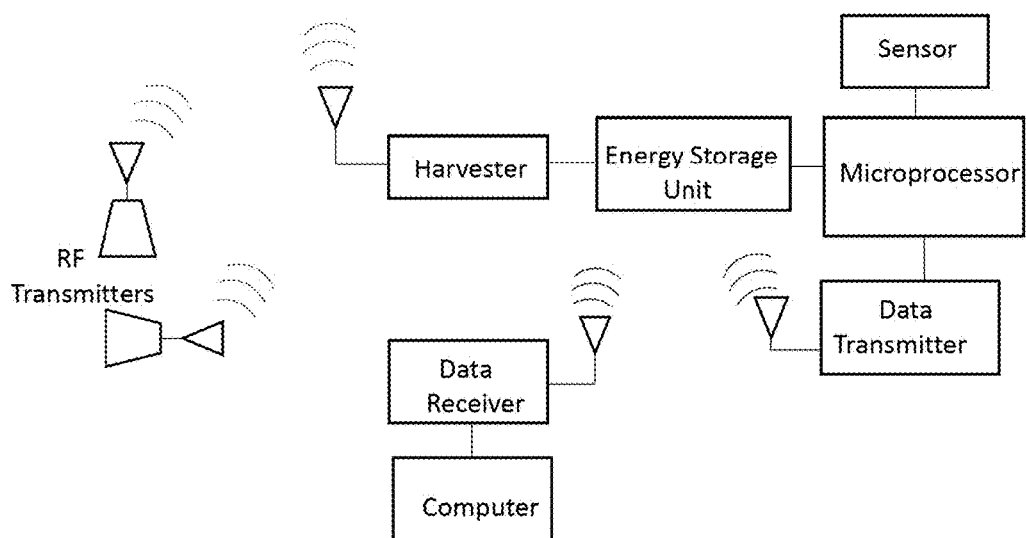 Sensor
Harvester
Energy Storage
Unit
Microprocessor
RF
Transmitters
Data
Transmitter
Data
Receiver
Computer